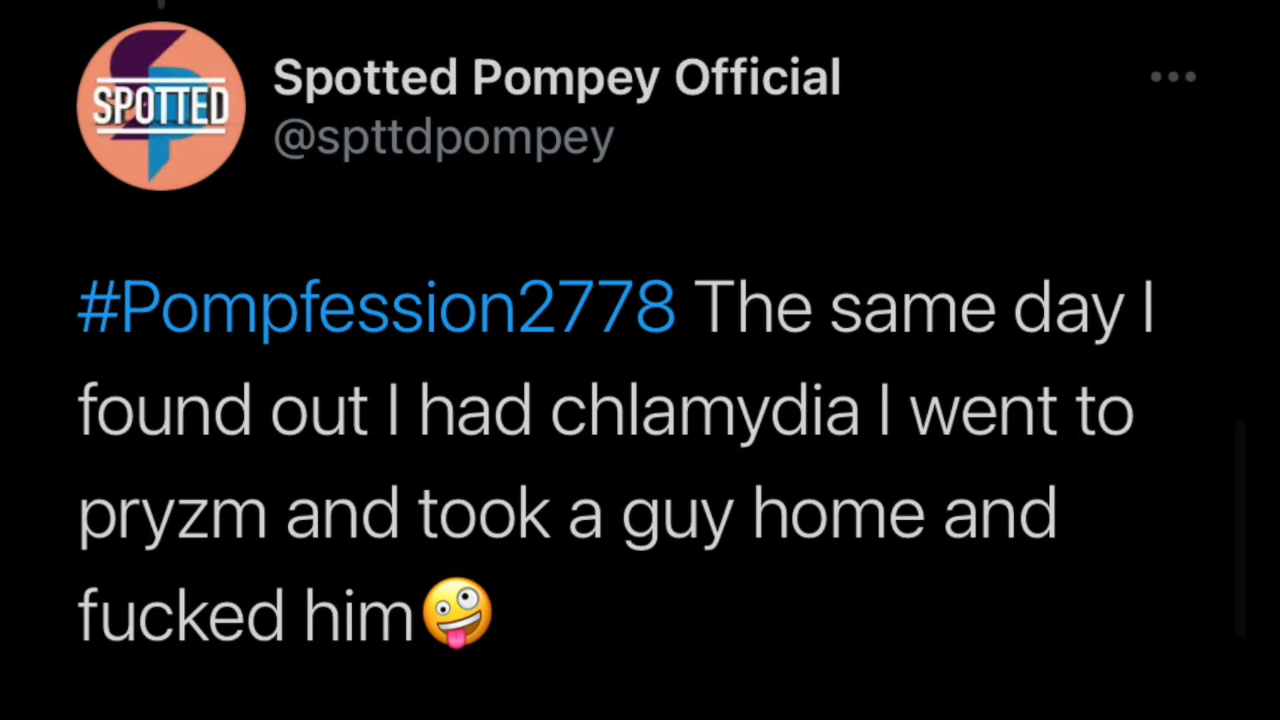 SPOTTED
Spotted Pompey Official
@spttdpompey
#Pompfession2778 The same day I
found out I had chlamydia I went to
pryzm and took a guy home and
fucked him🤪